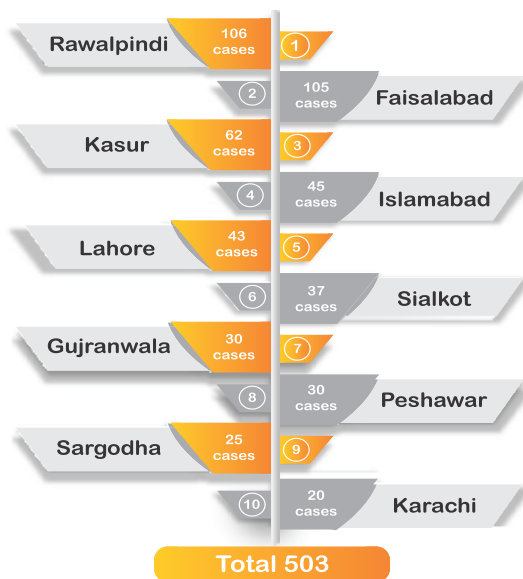 Rawalpindi
106
cases
1
2
105
cases
Faisalabad
Kasur
62
cases
3
4
45
cases
Islamabad
Lahore
43
cases
5
6
37
cases
Sialkot
Gujranwala
30
cases
7
8
30
cases
Peshawar
Sargodha
25
cases
9
10
20
cases
Karachi
Total 503